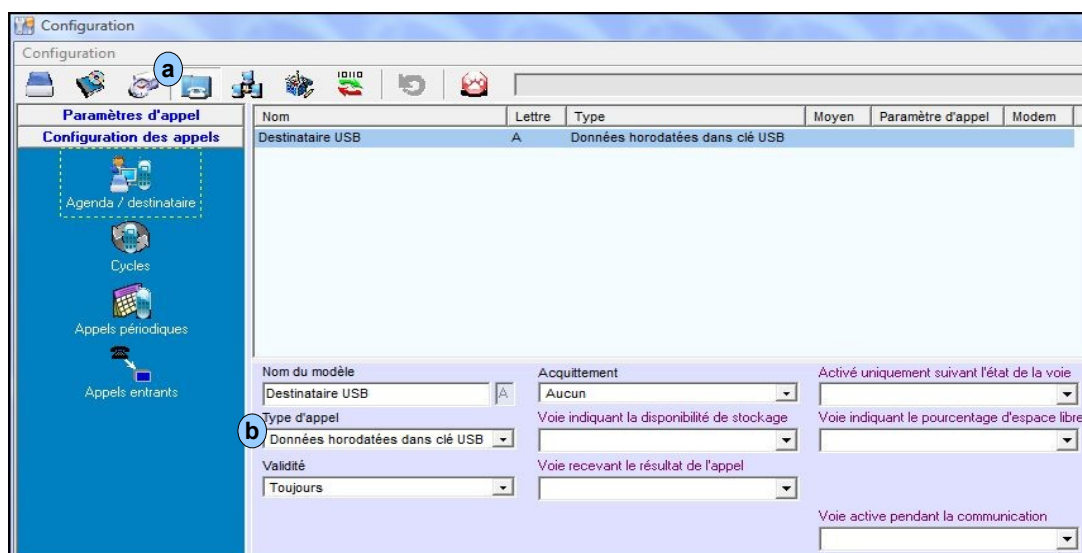 Configuration
Configuration
a
10110
Paramètres d'appel
Configuration des appels
Agenda / destinataire
Cycles
Appels périodiques
Appels entrants
Nom Lettre Type Moyen Paramètre d'appel Modem
Destinataire USB A Données horodatées dans clé USB
Nom du modèle Acquittement Activé uniquement suivant l'état de la voie
Destinataire USB A Aucun
Type d'appel Voie indiquant la disponibilité de stockage Voie indiquant le pourcentage d'espace libre
b
Données horodatées dans clé USB
Validité Voie recevant le résultat de l'appel
Toujours
Voie active pendant la communication